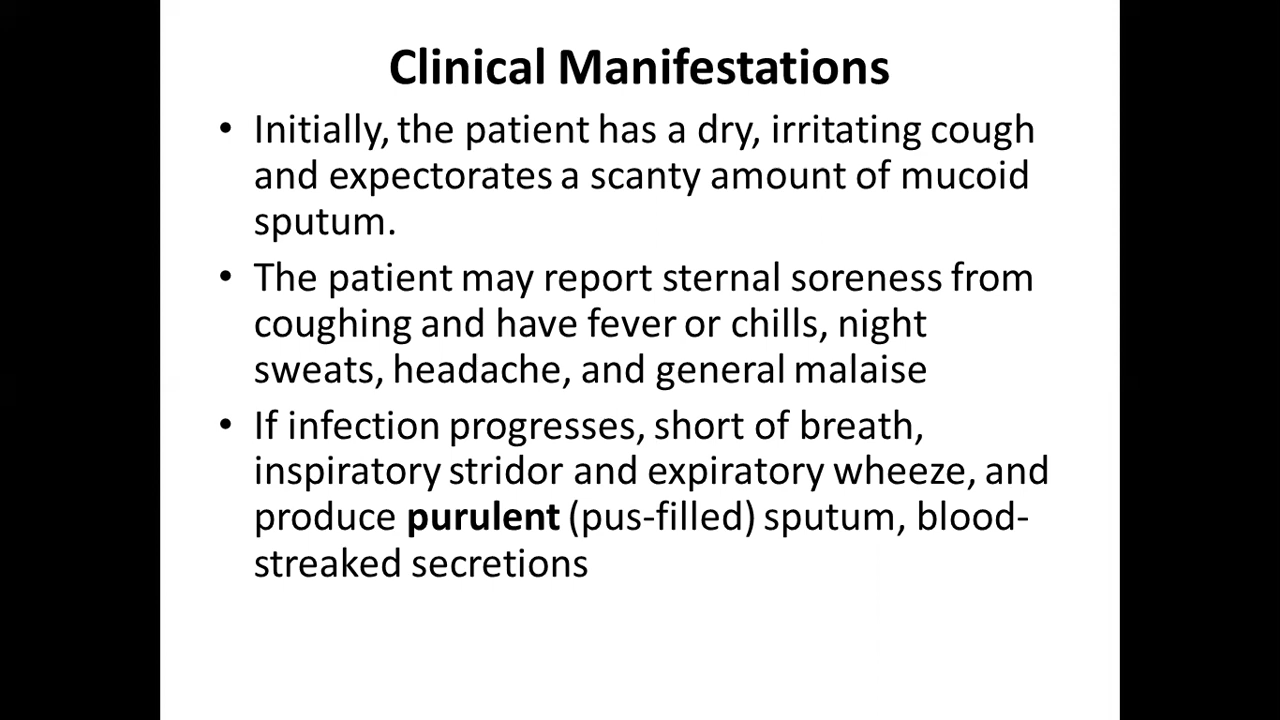 Clinical Manifestations
• Initially, the patient has a dry, irritating cough
and expectorates a scanty amount of mucoid
sputum.
• The patient may report sternal soreness from
coughing and have fever or chills, night
sweats, headache, and general malaise
• If infection progresses, short of breath,
inspiratory stridor and expiratory wheeze, and
produce purulent (pus-filled) sputum, blood-
streaked secretions